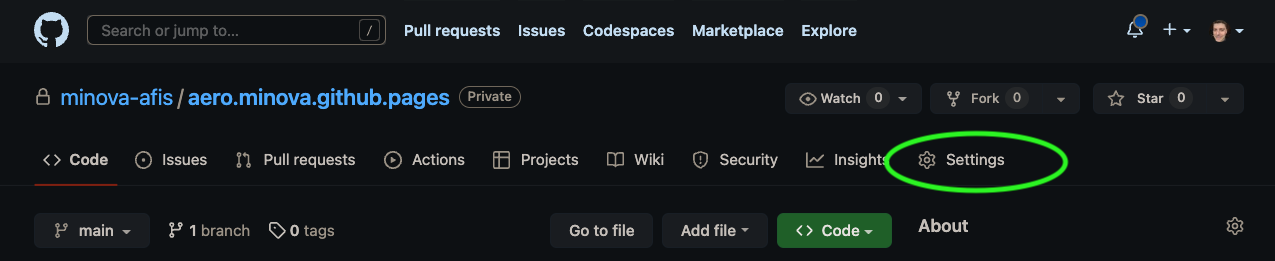 Search or jump to... / Pull requests Issues Codespaces Marketplace Explore
minova-afis / aero.minova.github.pages Private Watch 0 Fork 0 Star 0
<> Code Issues Pull requests Actions Projects Wiki Security Insights Settings
main 1 branch 0 tags Go to file Add file <> Code About